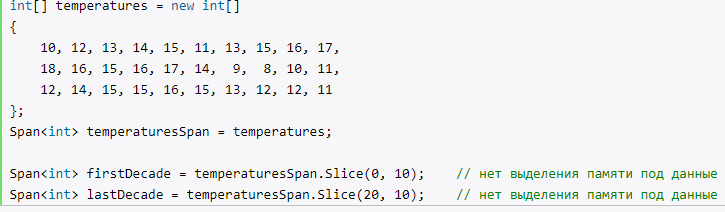 int[] temperatures = new int[]
{
    10, 12, 13, 14, 15, 11, 13, 15, 16, 17,
    18, 16, 15, 16, 17, 14,  9,  8, 10, 11,
    12, 14, 15, 15, 16, 15, 13, 12, 12, 11
};
Span<int> temperaturesSpan = temperatures;

Span<int> firstDecade = temperaturesSpan.Slice(0, 10);    // нет выделения памяти под данные
Span<int> lastDecade = temperaturesSpan.Slice(20, 10);    // нет выделения памяти под данные